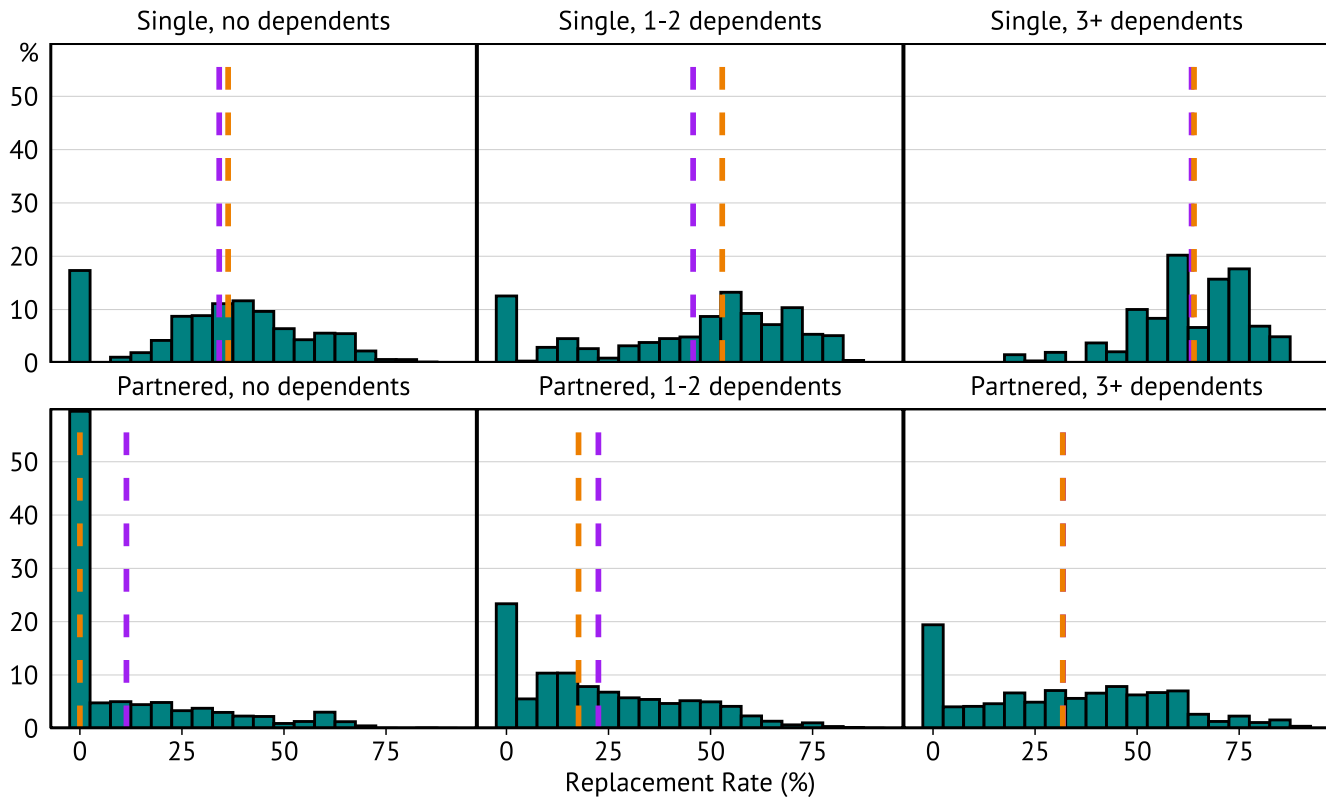 Single, no dependents
Single, 1-2 dependents
Single, 3+ dependents
%
50
40
30
20
10
0
Partnered, no dependents
Partnered, 1-2 dependents
Partnered, 3+ dependents
50
40
30
20
10
0
0 25 50 75 0 25 50 75 0 25 50 75
Replacement Rate (%)